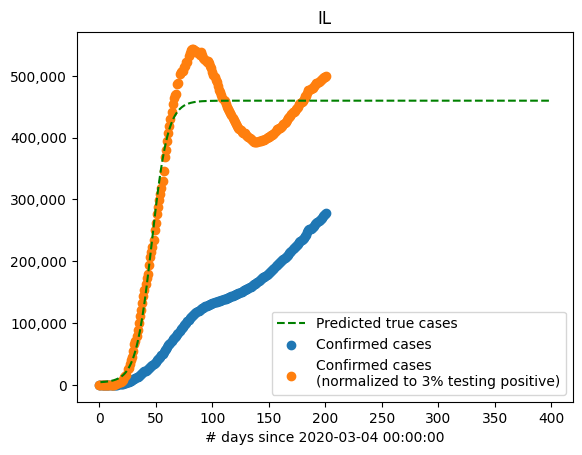 IL
500,000
400,000
300,000
200,000
100,000
0
0 50 100 150 200 250 300 350 400
# days since 2020-03-04 00:00:00
Predicted true cases
Confirmed cases
Confirmed cases
(normalized to 3% testing positive)